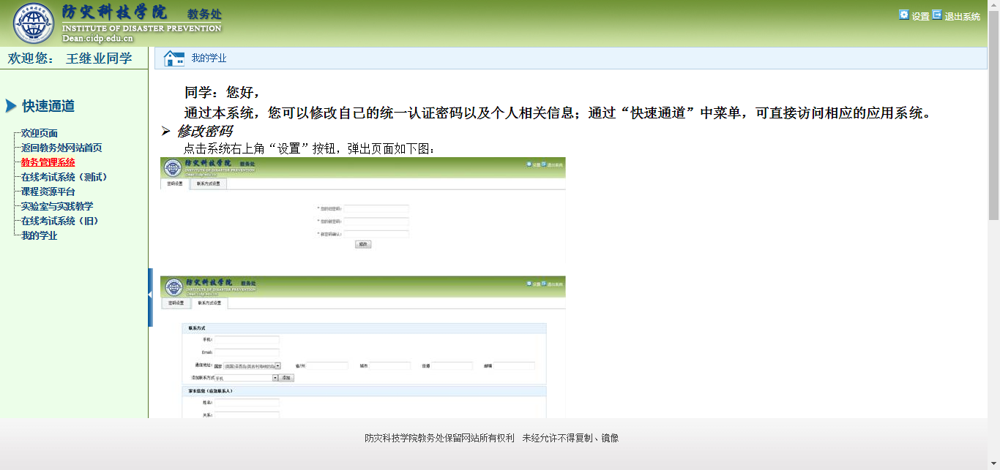 防灾科技学院 教务处
INSTITUTE OF DISASTER PREVENTION
Dean.cidp.edu.cn
设置 退出系统
欢迎您： 王继业同学
我的学业
快速通道
欢迎页面
返回教务处网站首页
教务管理系统
在线考试系统（测试）
课程资源平台
实验室与实践教学
在线考试系统（旧）
我的学业
同学：您好，
通过本系统，您可以修改自己的统一认证密码以及个人相关信息；通过“快速通道”中菜单，可直接访问相应的应用系统。
➢ 修改密码
点击系统右上角“设置”按钮，弹出页面如下图：
防灾科技学院 教务处
INSTITUTE OF DISASTER PREVENTION
Dean.cidp.edu.cn
设置 退出系统
密码设置 联系方式设置
* 您的旧密码：
* 您的新密码：
* 新密码确认：
修改
防灾科技学院 教务处
INSTITUTE OF DISASTER PREVENTION
Dean.cidp.edu.cn
设置 退出系统
密码设置 联系方式设置
联系方式
手机：
Email:
通信地址： 国家 省/州 城市 街道 邮编
添加联系方式 手机 添加
家长信息（应急联系人）
姓名：
关系：
防灾科技学院教务处保留网站所有权利 未经允许不得复制、镜像